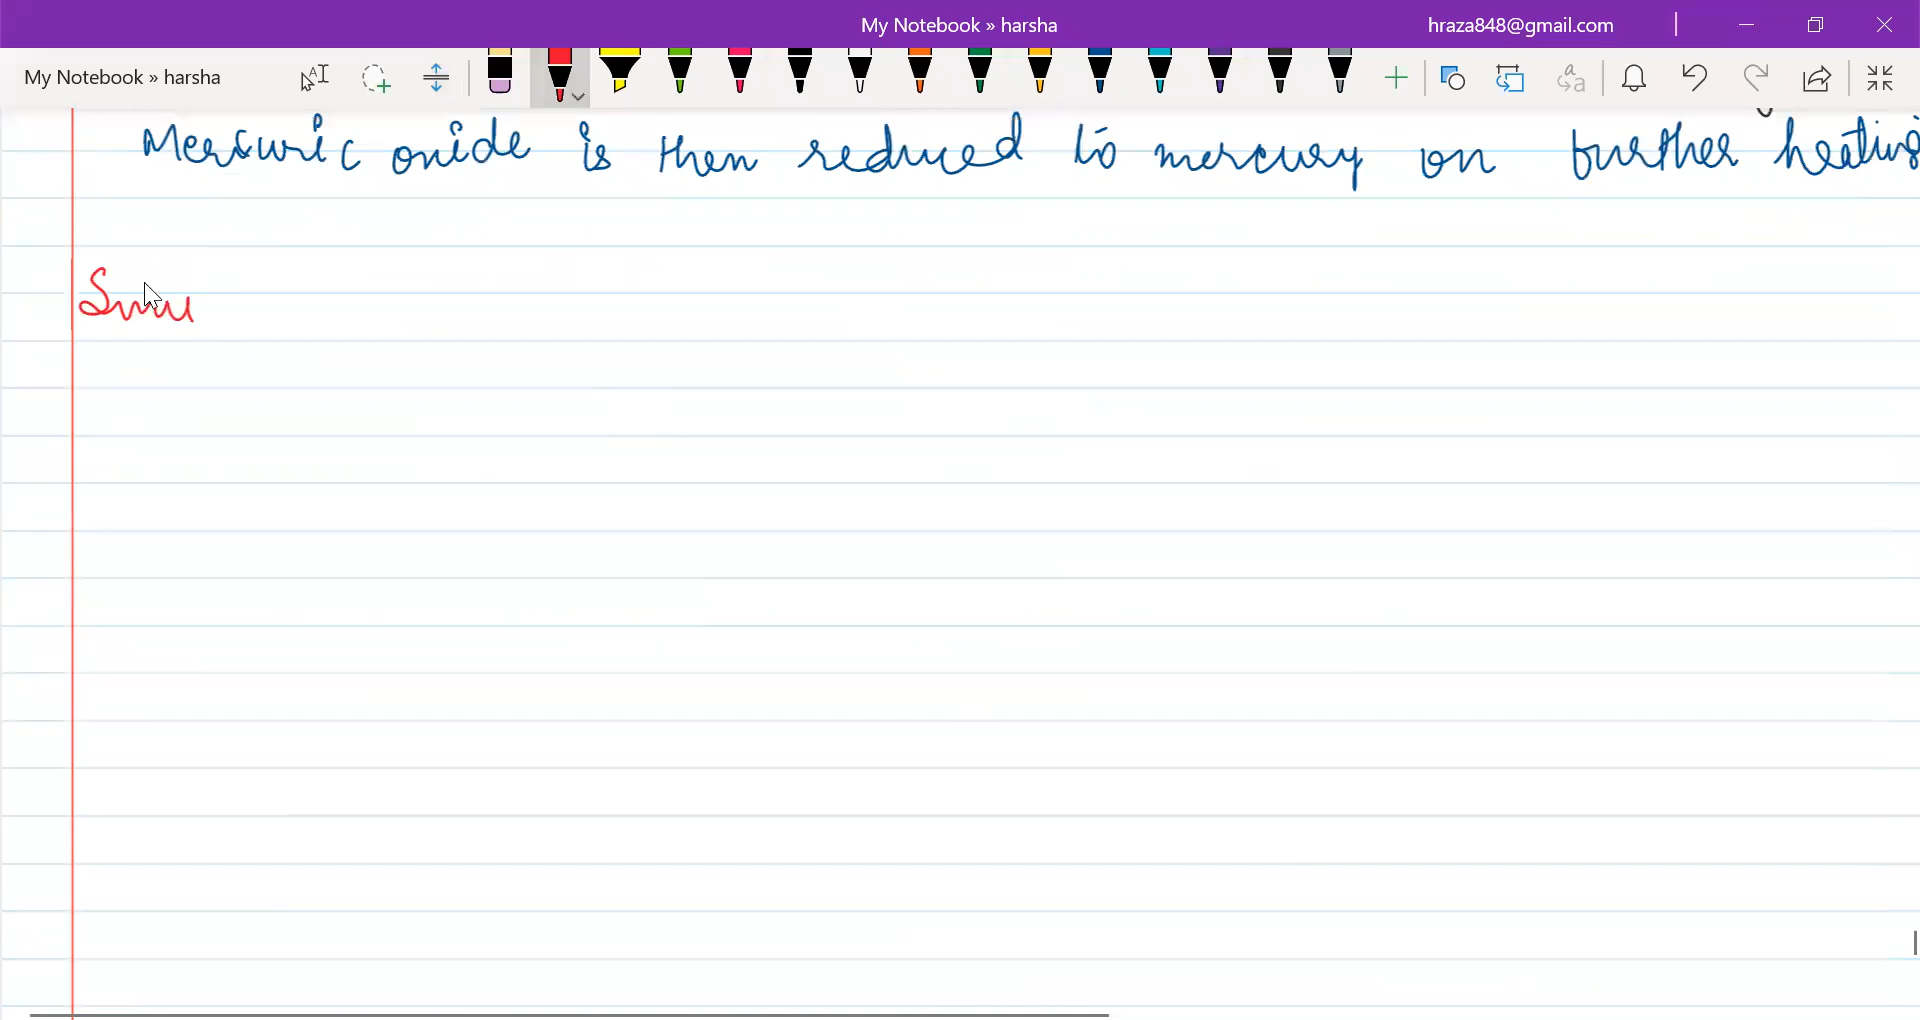 My Notebook » harsha
hraza848@gmail.com
My Notebook » harsha
Mercuric oxide is then reduced to mercury on further heating